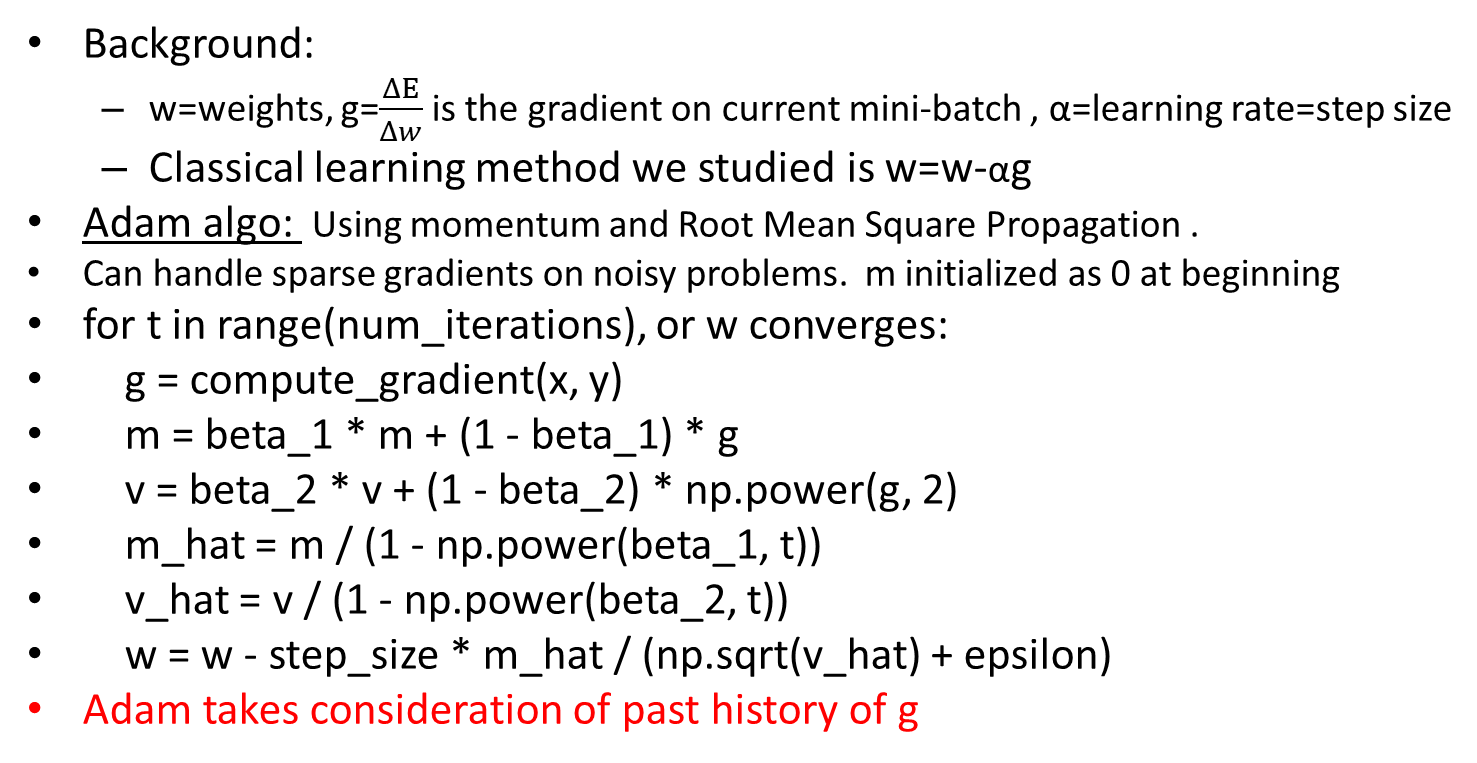 • Background:
– w=weights, g=ΔE/Δw is the gradient on current mini-batch , α=learning rate=step size
– Classical learning method we studied is w=w-αg
• Adam algo: Using momentum and Root Mean Square Propagation .
• Can handle sparse gradients on noisy problems. m initialized as 0 at beginning
• for t in range(num_iterations), or w converges:
• g = compute_gradient(x, y)
• m = beta_1 * m + (1 - beta_1) * g
• v = beta_2 * v + (1 - beta_2) * np.power(g, 2)
• m_hat = m / (1 - np.power(beta_1, t))
• v_hat = v / (1 - np.power(beta_2, t))
• w = w - step_size * m_hat / (np.sqrt(v_hat) + epsilon)
• Adam takes consideration of past history of g